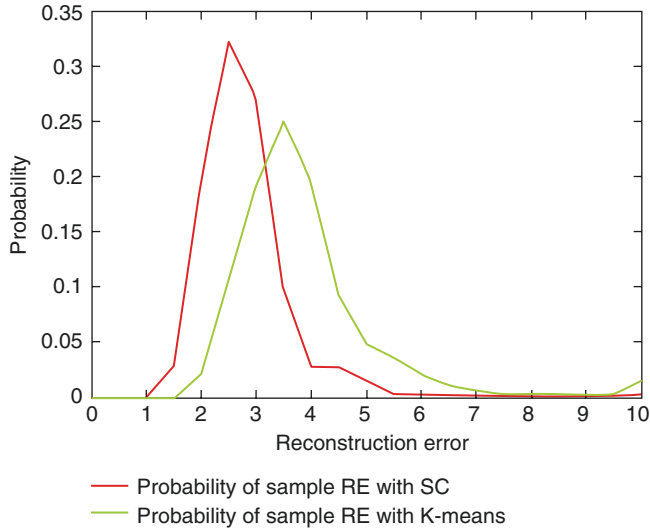 0.35
0.3
0.25
0.2
0.15
0.1
0.05
0
Probability
0 1 2 3 4 5 6 7 8 9 10
Reconstruction error
Probability of sample RE with SC
Probability of sample RE with K-means